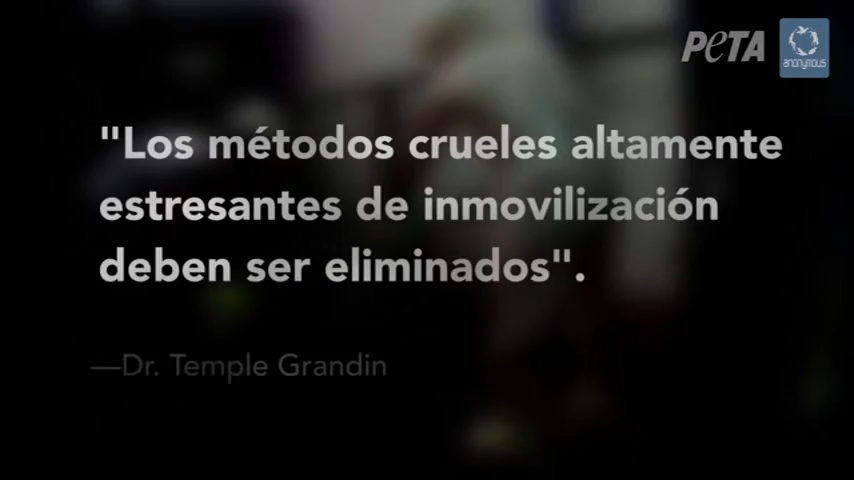 PETA
anonymous
"Los métodos crueles altamente
estresantes de inmovilización
deben ser eliminados".
—Dr. Temple Grandin